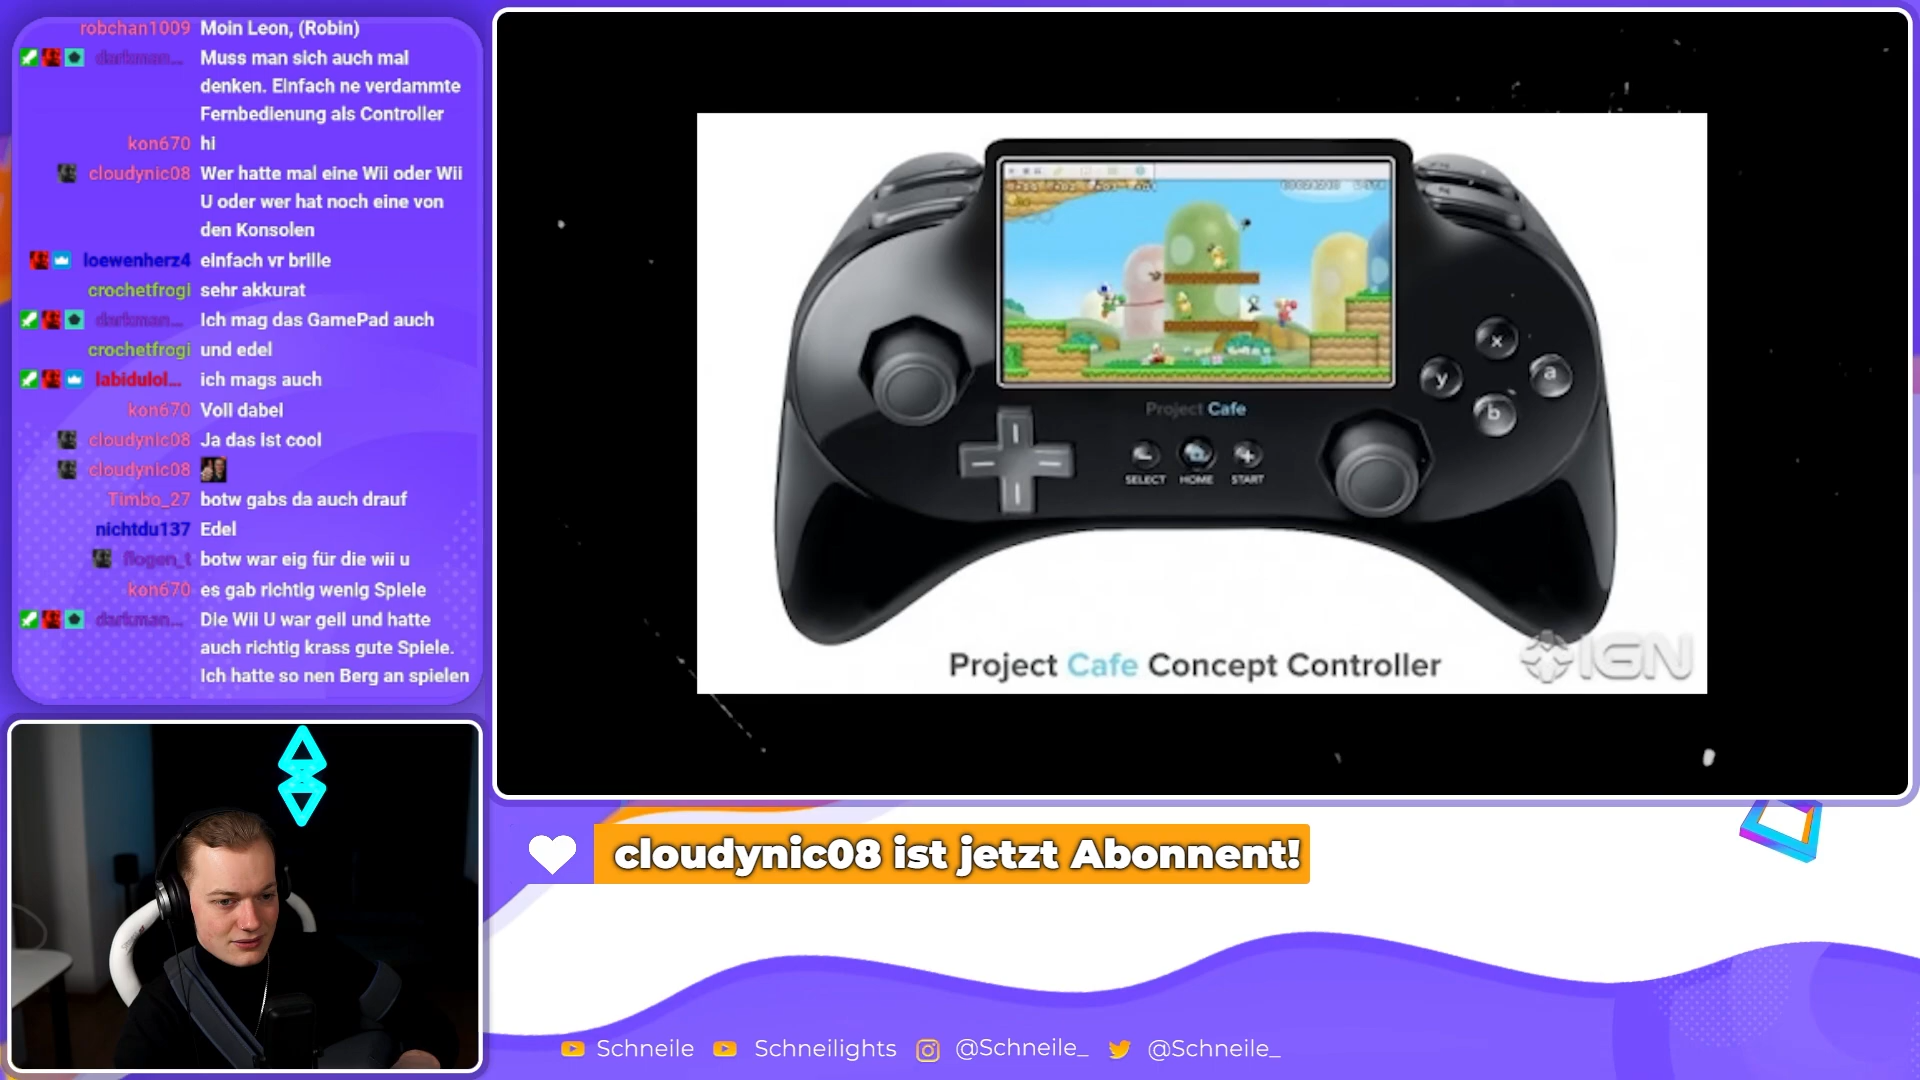 robchan1009 Moin Leon, (Robin)
darkman... Muss man sich auch mal
denken. Einfach ne verdammte
Fernbedienung als Controller
kon670 hi
cloudynic08 Wer hatte mal eine Wii oder Wii
U oder wer hat noch eine von
den Konsolen
loewenherz4 einfach vr brille
crochetfrogi sehr akkurat
darkman... Ich mag das GamePad auch
crochetfrogi und edel
labidulol... ich mags auch
kon670 Voll dabei
cloudynic08 Ja das ist cool
cloudynic08
Timbo_27 botw gabs da auch drauf
nichtdu137 Edel
flogen_t botw war eig für die wii u
kon670 es gab richtig wenig Spiele
darkman... Die Wii U war geil und hatte
auch richtig krass gute Spiele.
Ich hatte so nen Berg an spielen
x
y
a
b
Project Cafe
SELECT HOME START
Project Cafe Concept Controller
IGN
cloudynic08 ist jetzt Abonnent!
Schneile Schneilights @Schneile_ @Schneile_